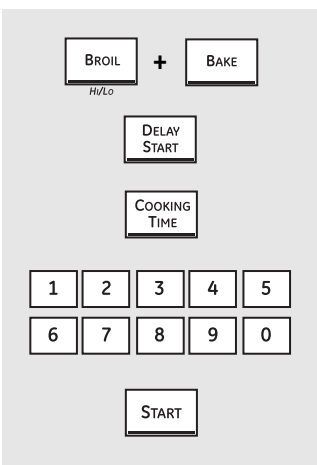 BROIL + BAKE
HI/LO
DELAY
START
COOKING
TIME
1 2 3 4 5
6 7 8 9 0
START